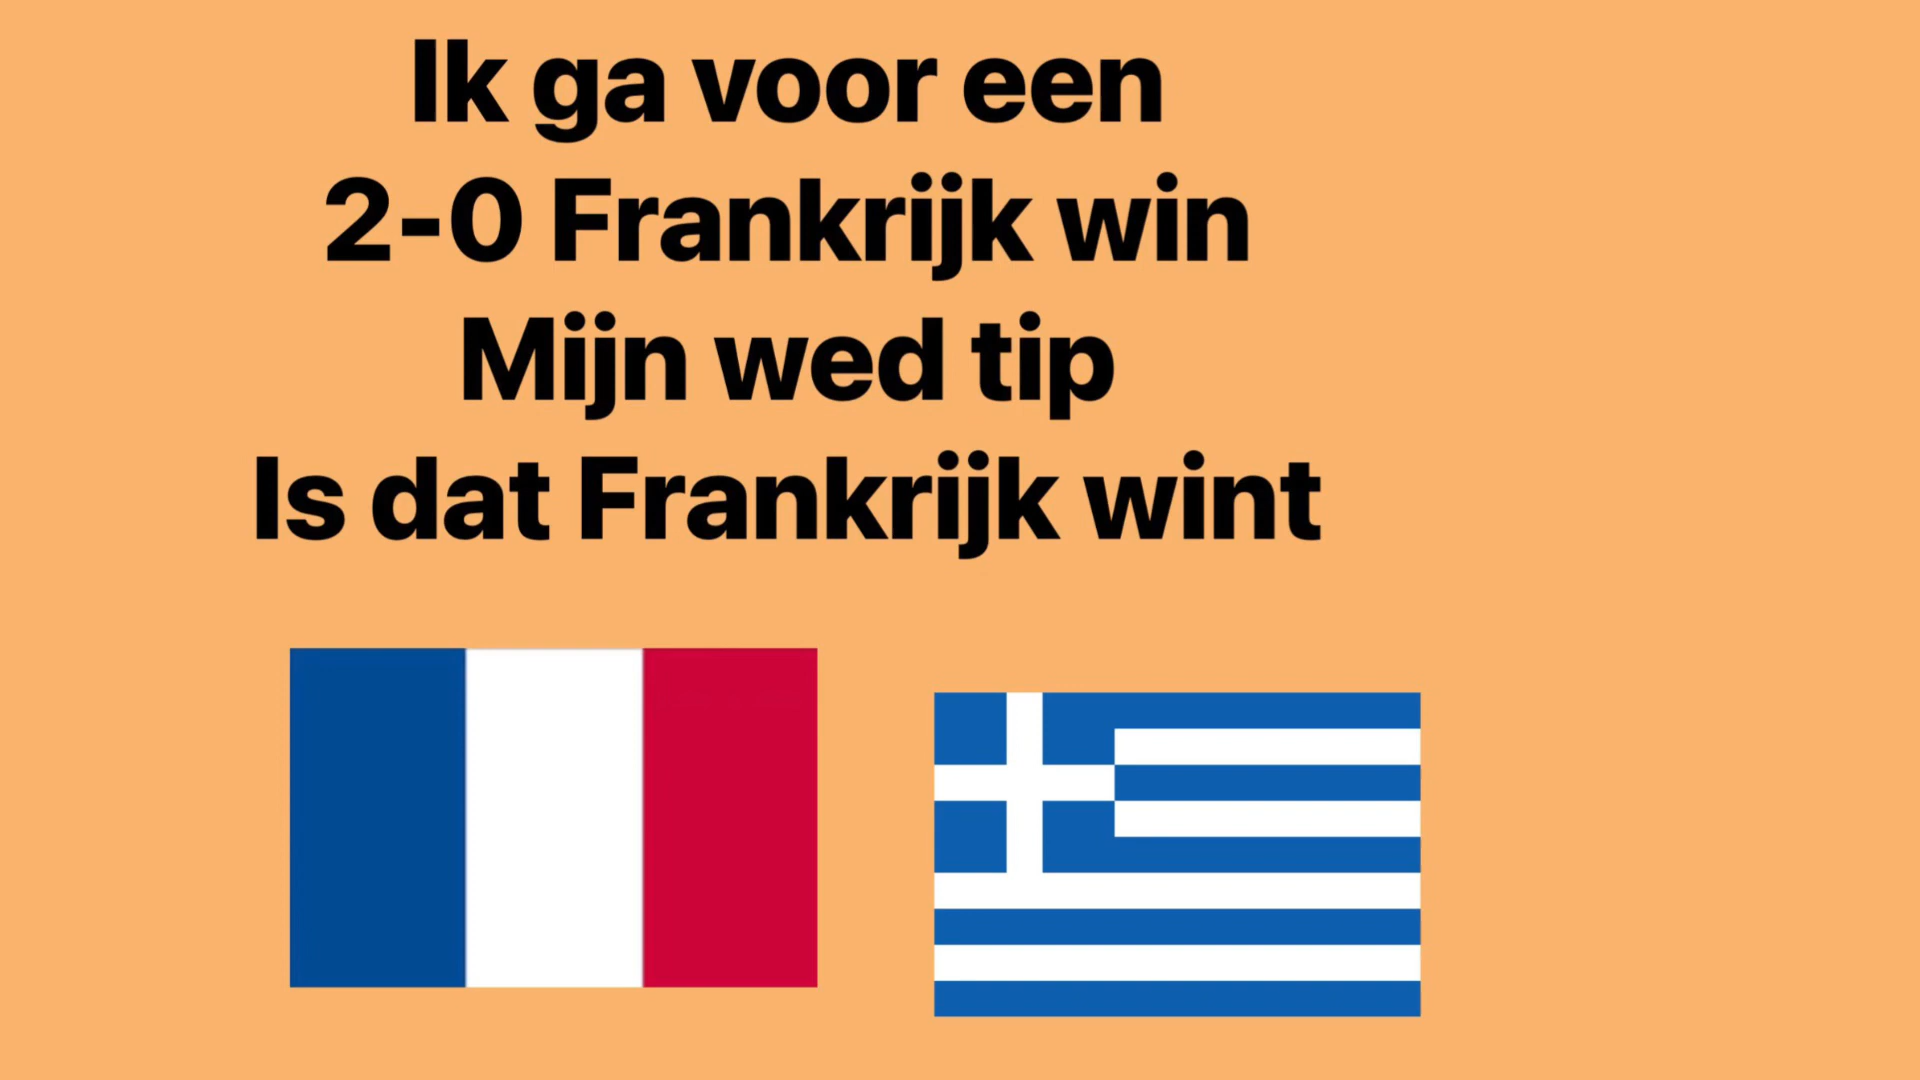 Ik ga voor een
2-0 Frankrijk win
Mijn wed tip
Is dat Frankrijk wint